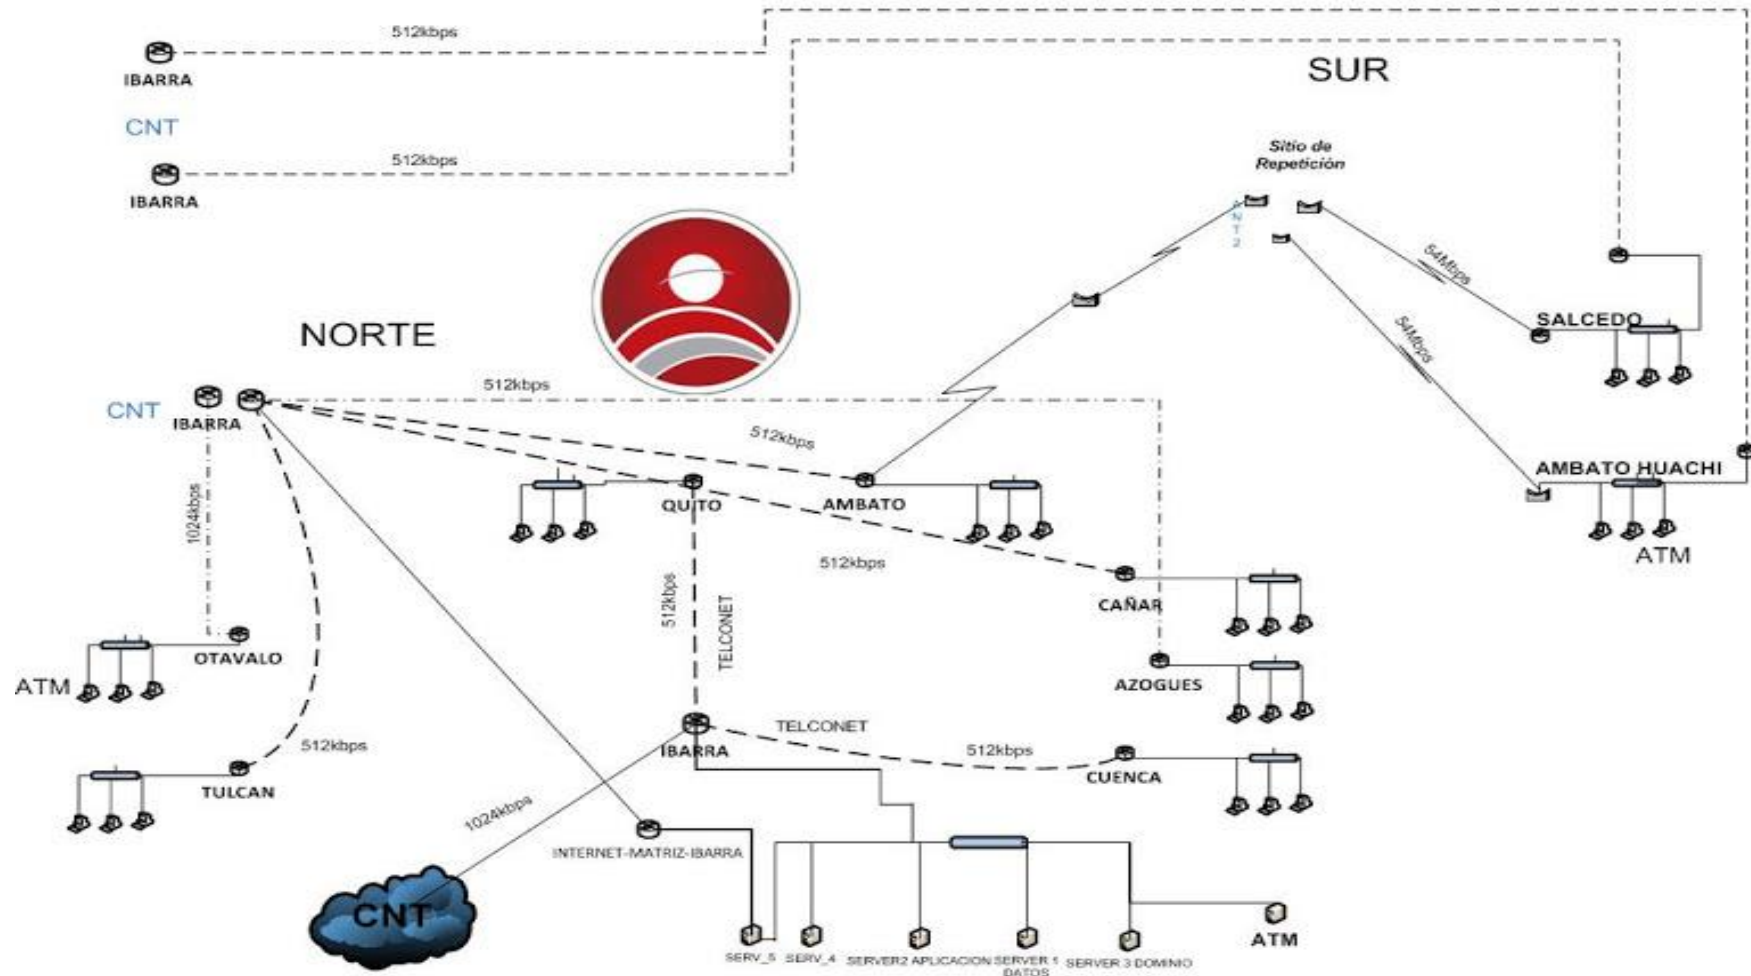 512kbps
IBARRA
SUR
CNT
Sitio de
Repetición
512kbps
IBARRA
ANT2
54Mbps
NORTE
SALCEDO
54Mbps
512kbps
CNT
IBARRA
512kbps
AMBATO HUACHI
QUITO
AMBATO
1024kbps
ATM
512kbps
512kbps
TELCONET
CAÑAR
OTAVALO
ATM
AZOGUES
TELCONET
512kbps
IBARRA
512kbps
CUENCA
TULCAN
1024kbps
INTERNET-MATRIZ-IBARRA
CNT
ATM
SERV_5
SERV_4
SERVER2 APLICACION
SERVER 1
DATOS
SERVER 3 DOMINIO